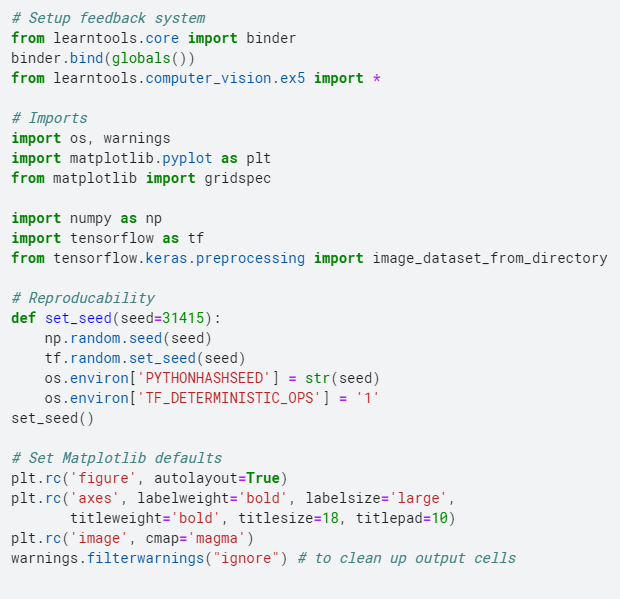 # Setup feedback system
from learntools.core import binder
binder.bind(globals())
from learntools.computer_vision.ex5 import *

# Imports
import os, warnings
import matplotlib.pyplot as plt
from matplotlib import gridspec

import numpy as np
import tensorflow as tf
from tensorflow.keras.preprocessing import image_dataset_from_directory

# Reproducability
def set_seed(seed=31415):
    np.random.seed(seed)
    tf.random.set_seed(seed)
    os.environ['PYTHONHASHSEED'] = str(seed)
    os.environ['TF_DETERMINISTIC_OPS'] = '1'
set_seed()

# Set Matplotlib defaults
plt.rc('figure', autolayout=True)
plt.rc('axes', labelweight='bold', labelsize='large',
       titleweight='bold', titlesize=18, titlepad=10)
plt.rc('image', cmap='magma')
warnings.filterwarnings("ignore") # to clean up output cells